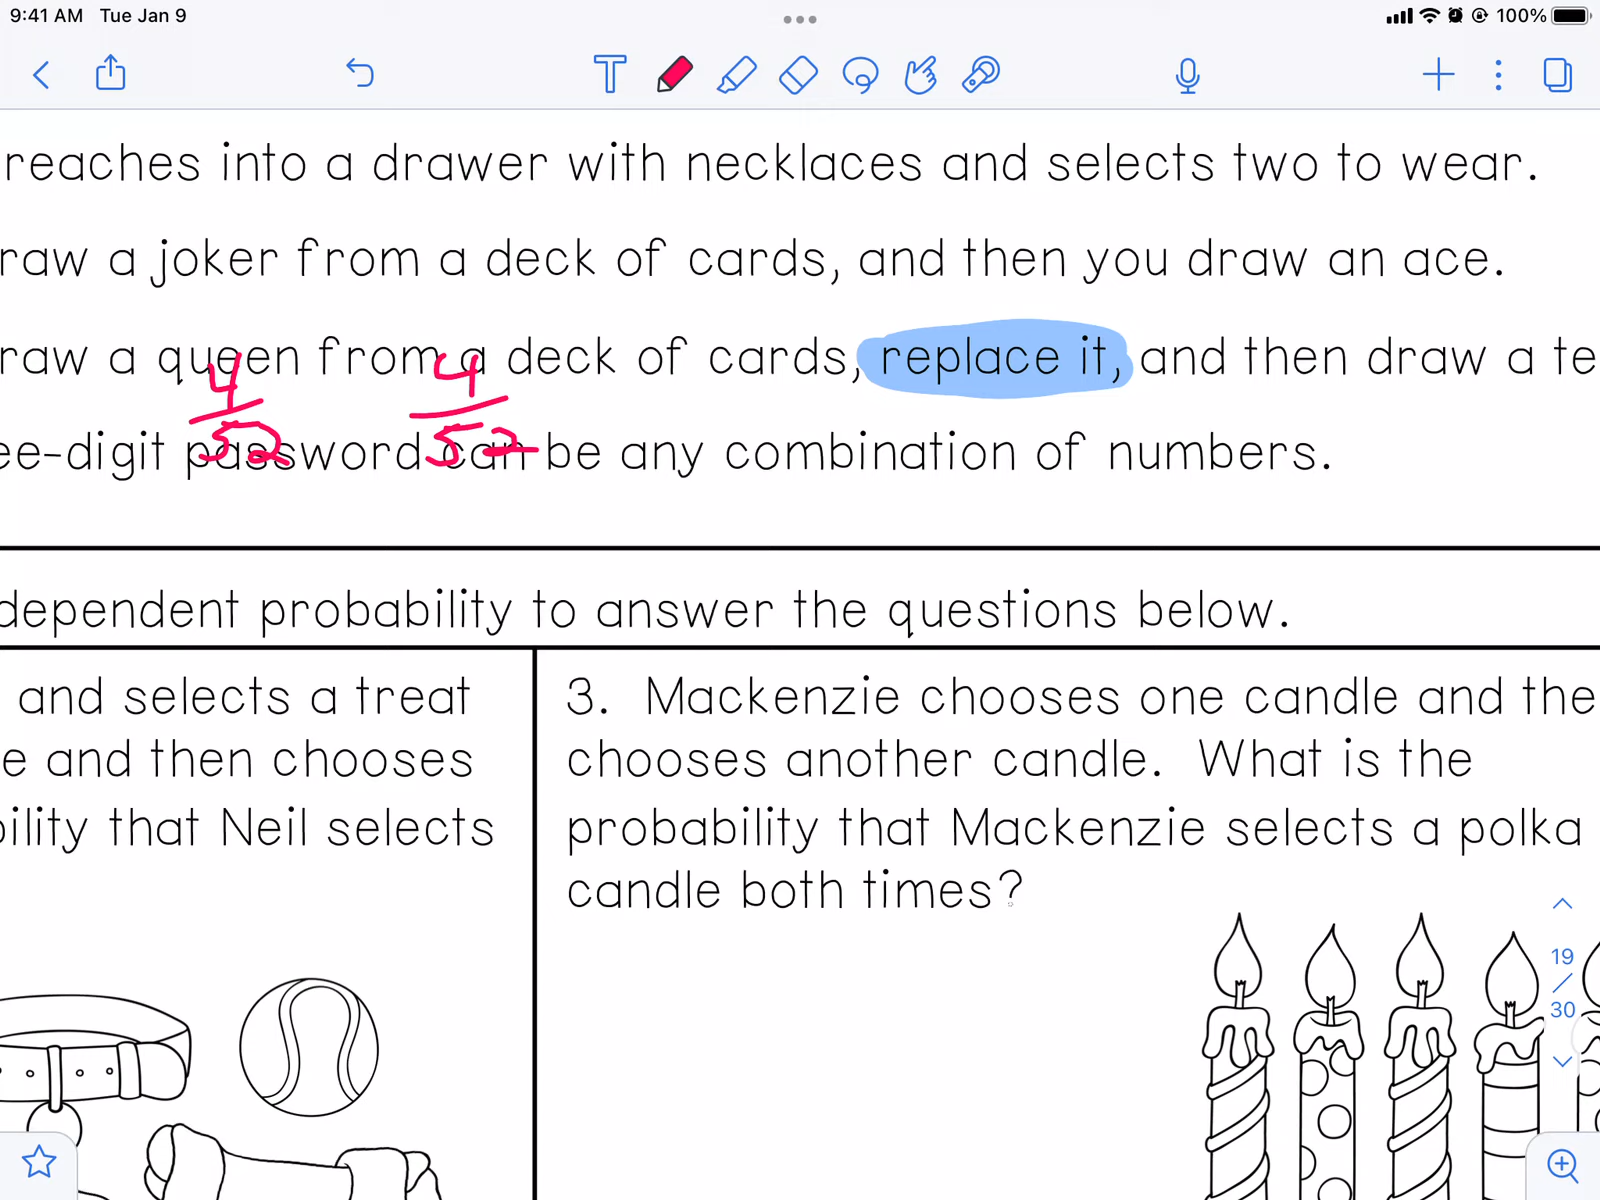 9:41 AM Tue Jan 9 100%
reaches into a drawer with necklaces and selects two to wear.
raw a joker from a deck of cards, and then you draw an ace.
raw a queen from a deck of cards, replace it, and then draw a te
4/52 4/52
ee-digit password can be any combination of numbers.
dependent probability to answer the questions below.
and selects a treat
e and then chooses
bility that Neil selects
3. Mackenzie chooses one candle and the
chooses another candle. What is the
probability that Mackenzie selects a polka
candle both times?
19
/
30